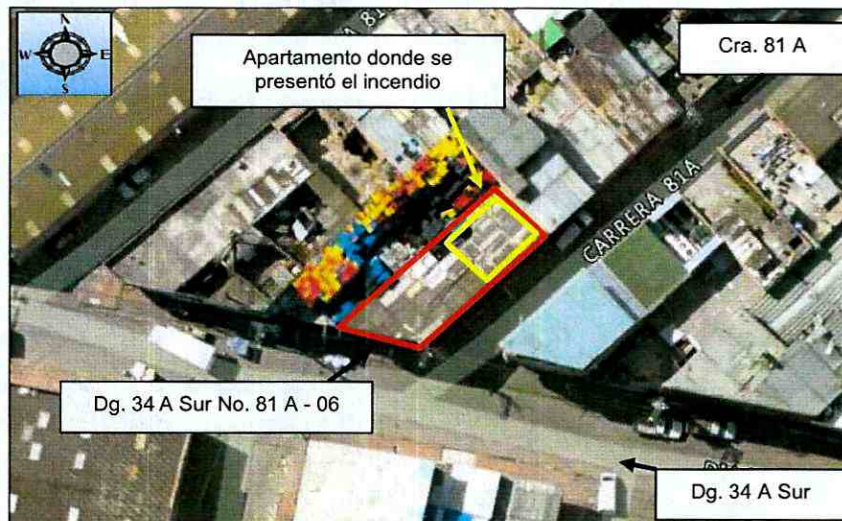 N
W E
S
Apartamento donde se
presentó el incendio
Cra. 81 A
CARRERA 81A
Dg. 34 A Sur No. 81 A - 06
Dg. 34 A Sur